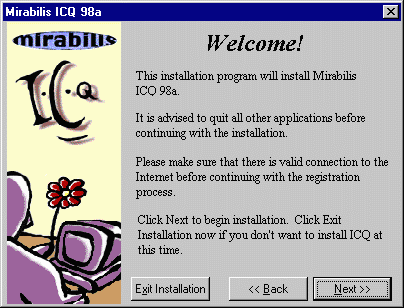 Mirabilis ICQ 98a
mirabilis
ICQ
Welcome!
This installation program will install Mirabilis
ICQ 98a.
It is advised to quit all other applications before
continuing with the installation.
Please make sure that there is valid connection to the
Internet before continuing with the registration
process.
Click Next to begin installation.  Click Exit
Installation now if you don't want to install ICQ at
this time.
Exit Installation
<< Back
Next >>